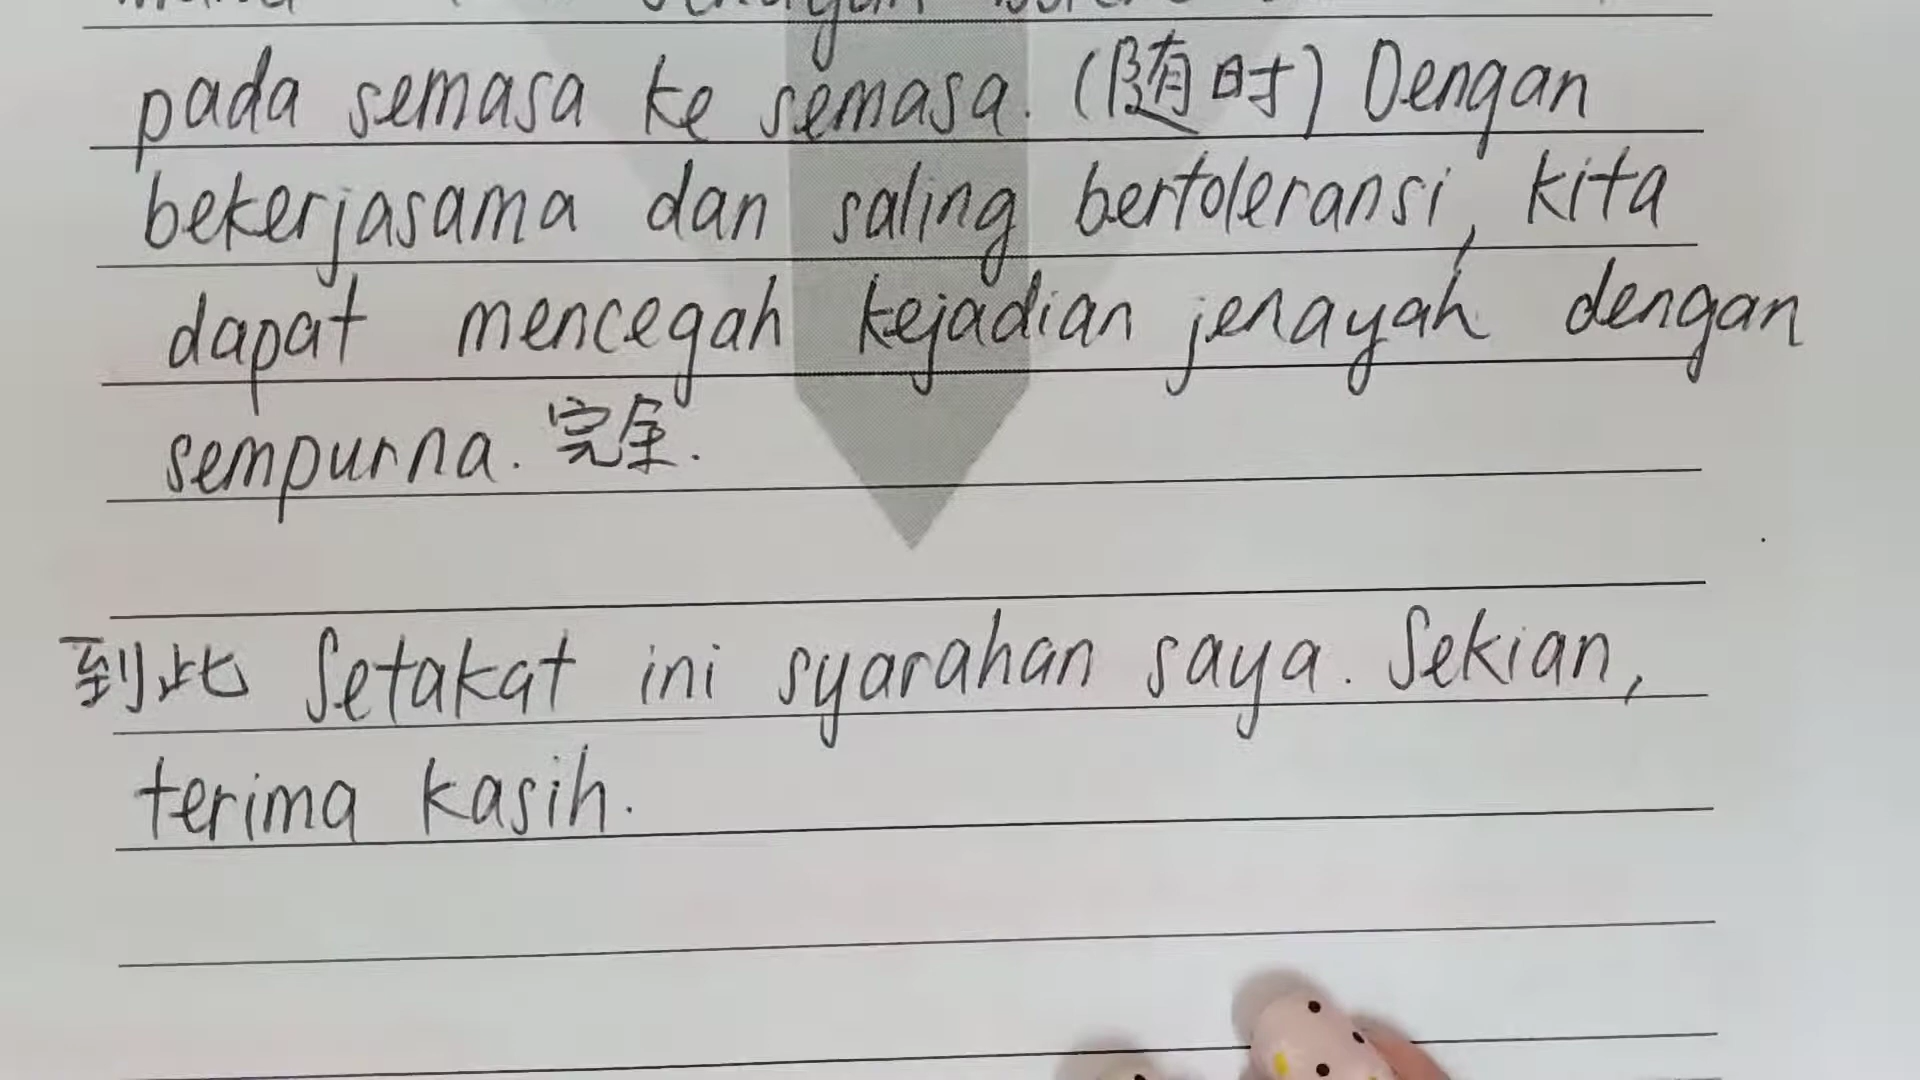 pada semasa ke semasa. (随时) Dengan
bekerjasama dan saling bertoleransi, kita
dapat mencegah kejadian jenayah dengan
sempurna. 完全.
到此 Setakat ini syarahan saya. Sekian,
terima kasih.